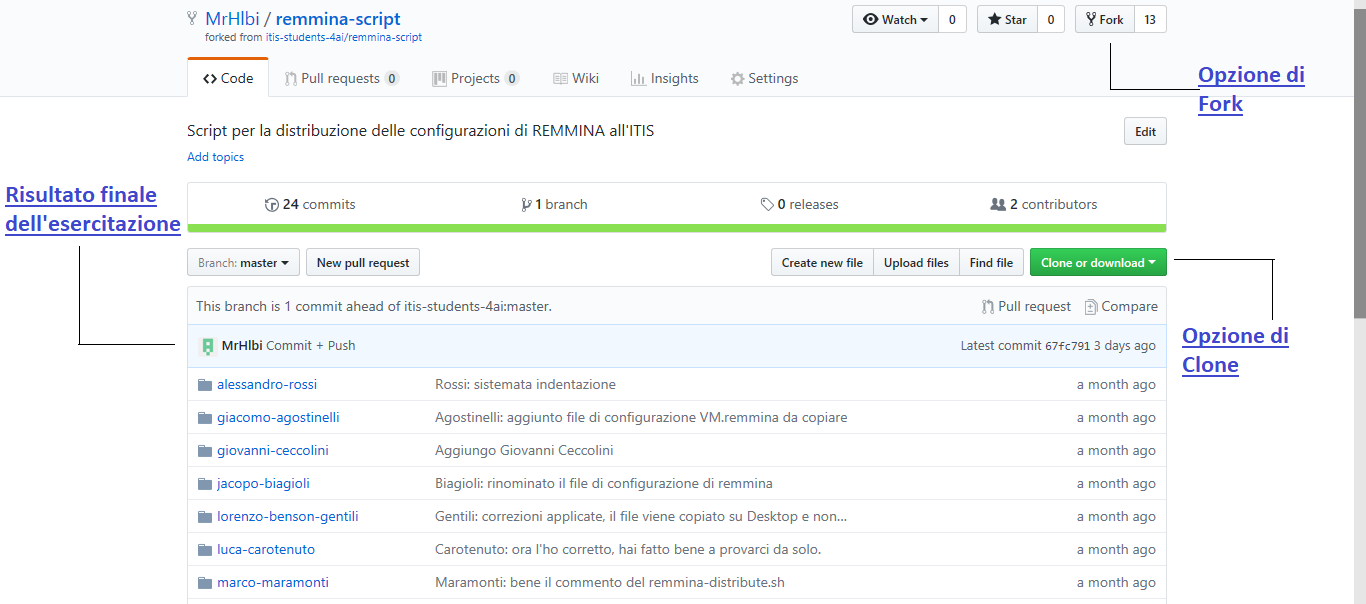 MrHlbi / remmina-script
Watch 0 Star 0 Fork 13
forked from itis-students-4ai/remmina-script
Code Pull requests 0 Projects 0 Wiki Insights Settings
Opzione di
Fork
Script per la distribuzione delle configurazioni di REMMINA all'ITIS
Edit
Add topics
Risultato finale
dell'esercitazione
24 commits 1 branch 0 releases 2 contributors
Branch: master New pull request Create new file Upload files Find file Clone or download
This branch is 1 commit ahead of itis-students-4ai:master. Pull request Compare
Opzione di
Clone
MrHlbi Commit + Push Latest commit 67fc791 3 days ago
alessandro-rossi Rossi: sistemata indentazione a month ago
giacomo-agostinelli Agostinelli: aggiunto file di configurazione VM.remmina da copiare a month ago
giovanni-ceccolini Aggiungo Giovanni Ceccolini a month ago
jacopo-biagioli Biagioli: rinominato il file di configurazione di remmina a month ago
lorenzo-benson-gentili Gentili: correzioni applicate, il file viene copiato su Desktop e non... a month ago
luca-carotenuto Carotenuto: ora l'ho corretto, hai fatto bene a provarci da solo. a month ago
marco-maramonti Maramonti: bene il commento del remmina-distribute.sh a month ago